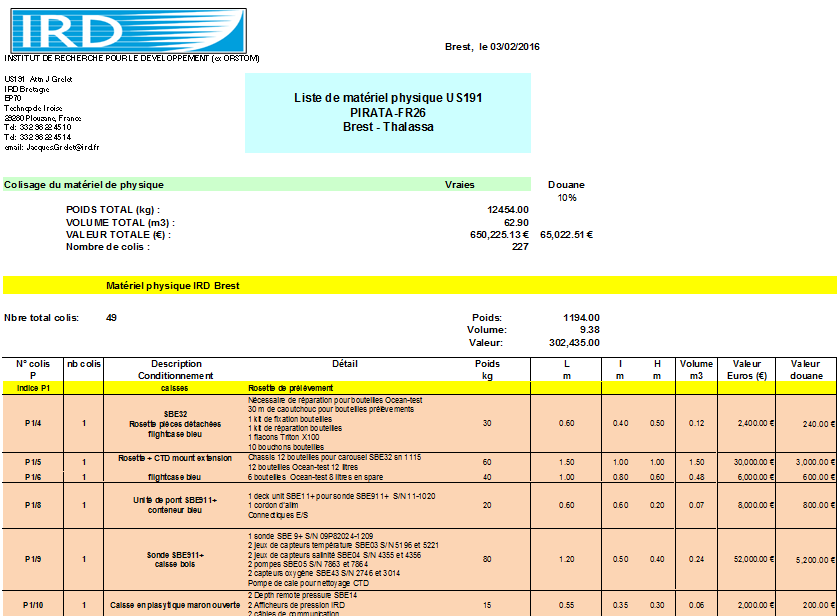 IRD
INSTITUT DE RECHERCHE POUR LE DEVELOPPEMENT (ex ORSTOM)
Brest, le 03/02/2016
US191 Attn J Grelet
IRD Bretagne
BP70
Technopole Iroise
29280 Plouzane, France
Tel: 332 98 22 45 10
Tel: 332 98 22 45 14
email: Jacques.Grelet@ird.fr
Liste de matériel physique US191
PIRATA-FR26
Brest - Thalassa
Colisage du matériel de physique Vraies Douane
10%
POIDS TOTAL (kg) : 12454.00
VOLUME TOTAL (m3) : 62.90
VALEUR TOTALE (€) : 650,225.13 € 65,022.51 €
Nombre de colis : 227
Matériel physique IRD Brest
Nbre total colis: 49 Poids: 1194.00
Volume: 9.38
Valeur: 302,435.00
N° colis nb colis Description Détail Poids L l H Volume Valeur Valeur
P Conditionnement kg m m m m3 Euros (€) douane
Indice P1 caisses Rosette de prélèvement
Nécessaire de réparation pour bouteilles Ocean-test
30 m de caoutchouc pour bouteilles prélèvements
SBE32 1 kit de fixation bouteilles
P1/4 1 Rosette pièces détachées 1 kit de réparation bouteilles 30 0.60 0.40 0.50 0.12 2,400.00 € 240.00 €
flightcase bleu 1 flacons Triton X100
10 bouchons bouteilles
P1/5 1 Rosette + CTD mount extension Chassis 12 bouteilles pour carousel SBE32 sn 1115 60 1.50 1.00 1.00 1.50 30,000.00 € 3,000.00 €
12 bouteilles Ocean-test 12 litres
P1/6 1 flightcase bleu 6 bouteilles Ocean-test 8 litres en spare 40 1.00 0.80 0.60 0.48 6,000.00 € 600.00 €
1 deck unit SBE11+ pour sonde SBE911+ S/N 11-1020
P1/8 1 Unité de pont SBE911+ 1 cordon d'alim 20 0.60 0.60 0.20 0.07 8,000.00 € 800.00 €
conteneur bleu Connectiques E/S
1 sonde SBE 9+ S/N 09P82024-1209
2 jeux de capteurs température SBE03 S/N 5196 et 5221
2 jeux de capteurs salinité SBE04 S/N 4355 et 4356
P1/9 1 Sonde SBE911+ 2 pompes SBE05 S/N 7863 et 7864 80 1.20 0.50 0.40 0.24 52,000.00 € 5,200.00 €
caisse bois 2 capteurs oxygène SBE43 S/N 2746 et 3014
Pompe de cale pour nettoyage CTD
2 Depth remote pressure SBE14
P1/10 1 Caisse en plasytique maron ouverte 2 Afficheurs de pression IRD 15 0.55 0.35 0.30 0.06 2,000.00 € 200.00 €
2 câbles de communication